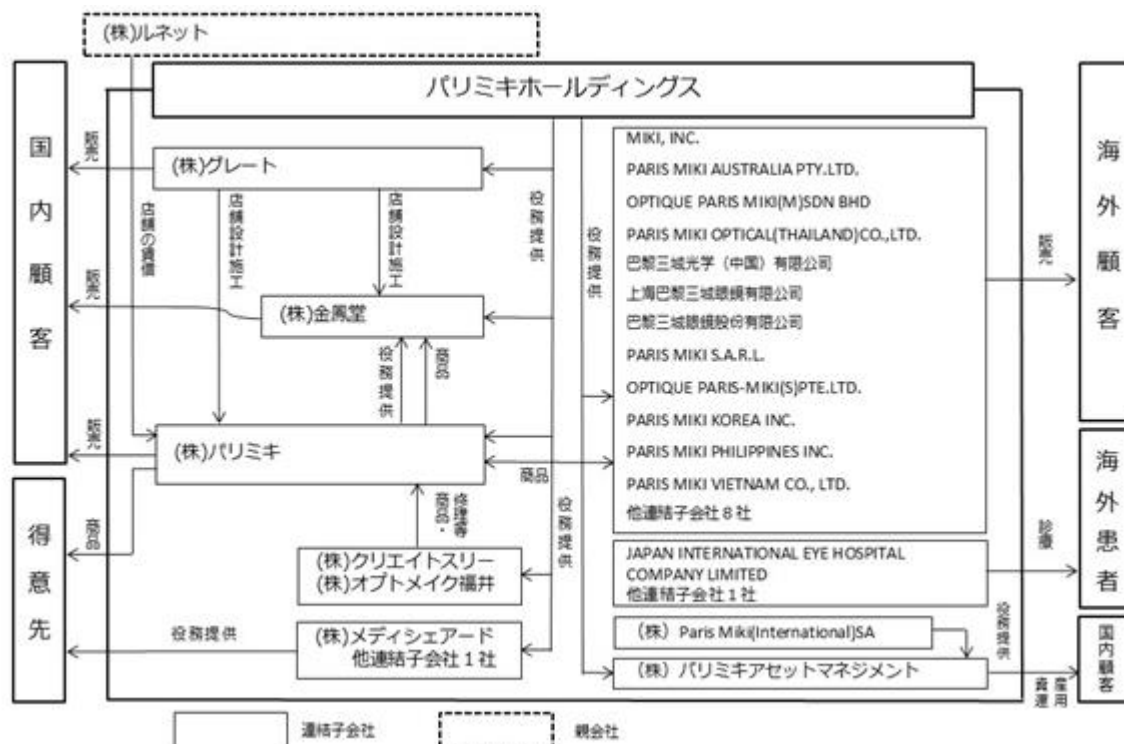 (株)ルネット
パリミキホールディングス
国内顧客
販売
(株)グレート
店舗の賃借
店舗設計施工
店舗設計施工
役務提供
役務提供
販売
(株)金鳳堂
役務提供
商品
販売
(株)パリミキ
商品
商品
得意先
商品・
修理等
役務提供
(株)クリエイトスリー
(株)オプトメイク福井
役務提供
(株)メディシェアード
他連結子会社1社
MIKI, INC.
PARIS MIKI AUSTRALIA PTY.LTD.
OPTIQUE PARIS MIKI(M)SDN BHD
PARIS MIKI OPTICAL(THAILAND)CO.,LTD.
巴黎三城光学（中国）有限公司
上海巴黎三城眼鏡有限公司
巴黎三城眼鏡股份有限公司
PARIS MIKI S.A.R.L.
OPTIQUE PARIS-MIKI(S)PTE.LTD.
PARIS MIKI KOREA INC.
PARIS MIKI PHILIPPINES INC.
PARIS MIKI VIETNAM CO., LTD.
他連結子会社8社
販売
海外顧客
JAPAN INTERNATIONAL EYE HOSPITAL
COMPANY LIMITED
他連結子会社1社
診療
海外患者
（株）Paris Miki(International)SA
（株）パリミキアセットマネジメント
役務提供
資産
運用
国内顧客
連結子会社
親会社